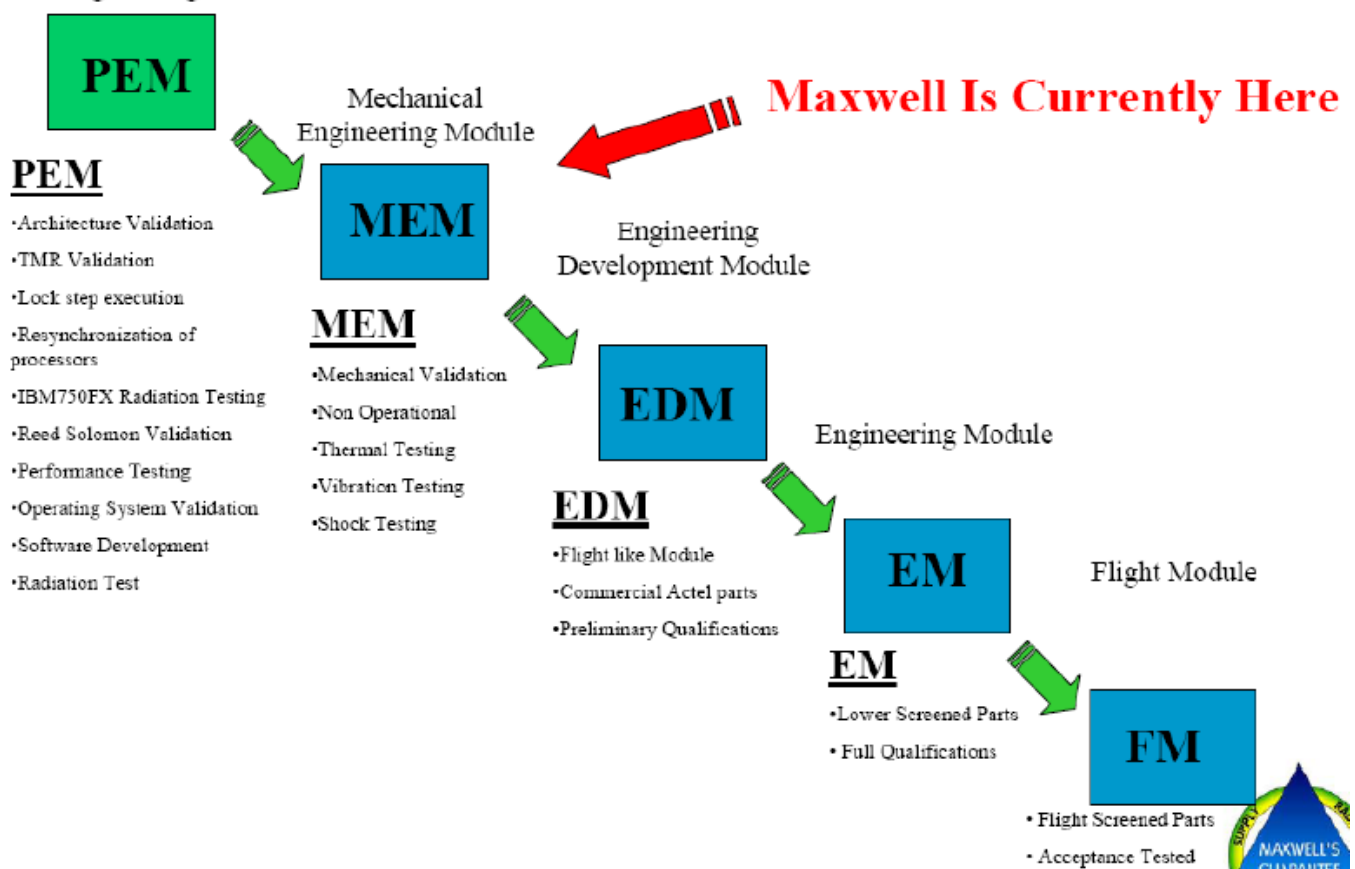 PEM
Mechanical
Engineering Module
Maxwell Is Currently Here
PEM
•Architecture Validation
•TMR Validation
•Lock step execution
•Resynchronization of
processors
•IBM750FX Radiation Testing
•Reed Solomon Validation
•Performance Testing
•Operating System Validation
•Software Development
•Radiation Test
MEM
MEM
•Mechanical Validation
•Non Operational
•Thermal Testing
•Vibration Testing
•Shock Testing
Engineering
Development Module
EDM
EDM
•Flight like Module
•Commercial Actel parts
•Preliminary Qualifications
Engineering Module
EM
EM
•Lower Screened Parts
• Full Qualifications
Flight Module
FM
• Flight Screened Parts
• Acceptance Tested
SUPPLY
MAXWELL'S